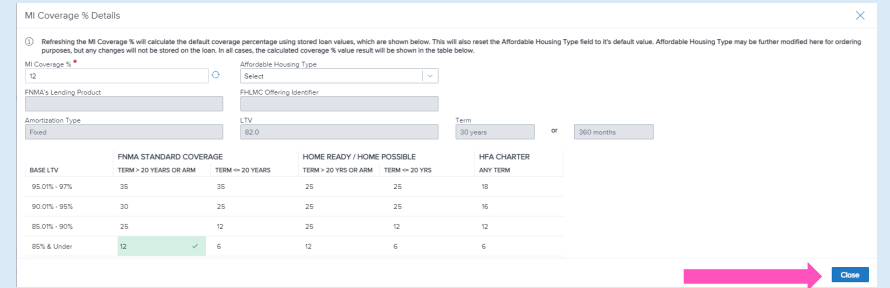 MI Coverage % Details
Refreshing the MI Coverage % will calculate the default coverage percentage using stored loan values, which are shown below. This will also reset the Affordable Housing Type field to it's default value. Affordable Housing Type may be further modified here for ordering
purposes, but any changes will not be stored on the loan. In all cases, the calculated coverage % value result will be shown in the table below.
MI Coverage % * Affordable Housing Type
12 Select
FNMA's Lending Product FHLMC Offering Identifier
Amortization Type LTV Term
Fixed 82.0 30 years or 360 months
FNMA STANDARD COVERAGE HOME READY / HOME POSSIBLE HFA CHARTER
BASE LTV TERM > 20 YEARS OR ARM TERM <= 20 YEARS TERM > 20 YRS OR ARM TERM <= 20 YRS ANY TERM
95.01% - 97% 35 35 25 25 18
90.01% - 95% 30 25 25 25 16
85.01% - 90% 25 12 25 12 12
85% & Under 12 6 12 6 6
Close